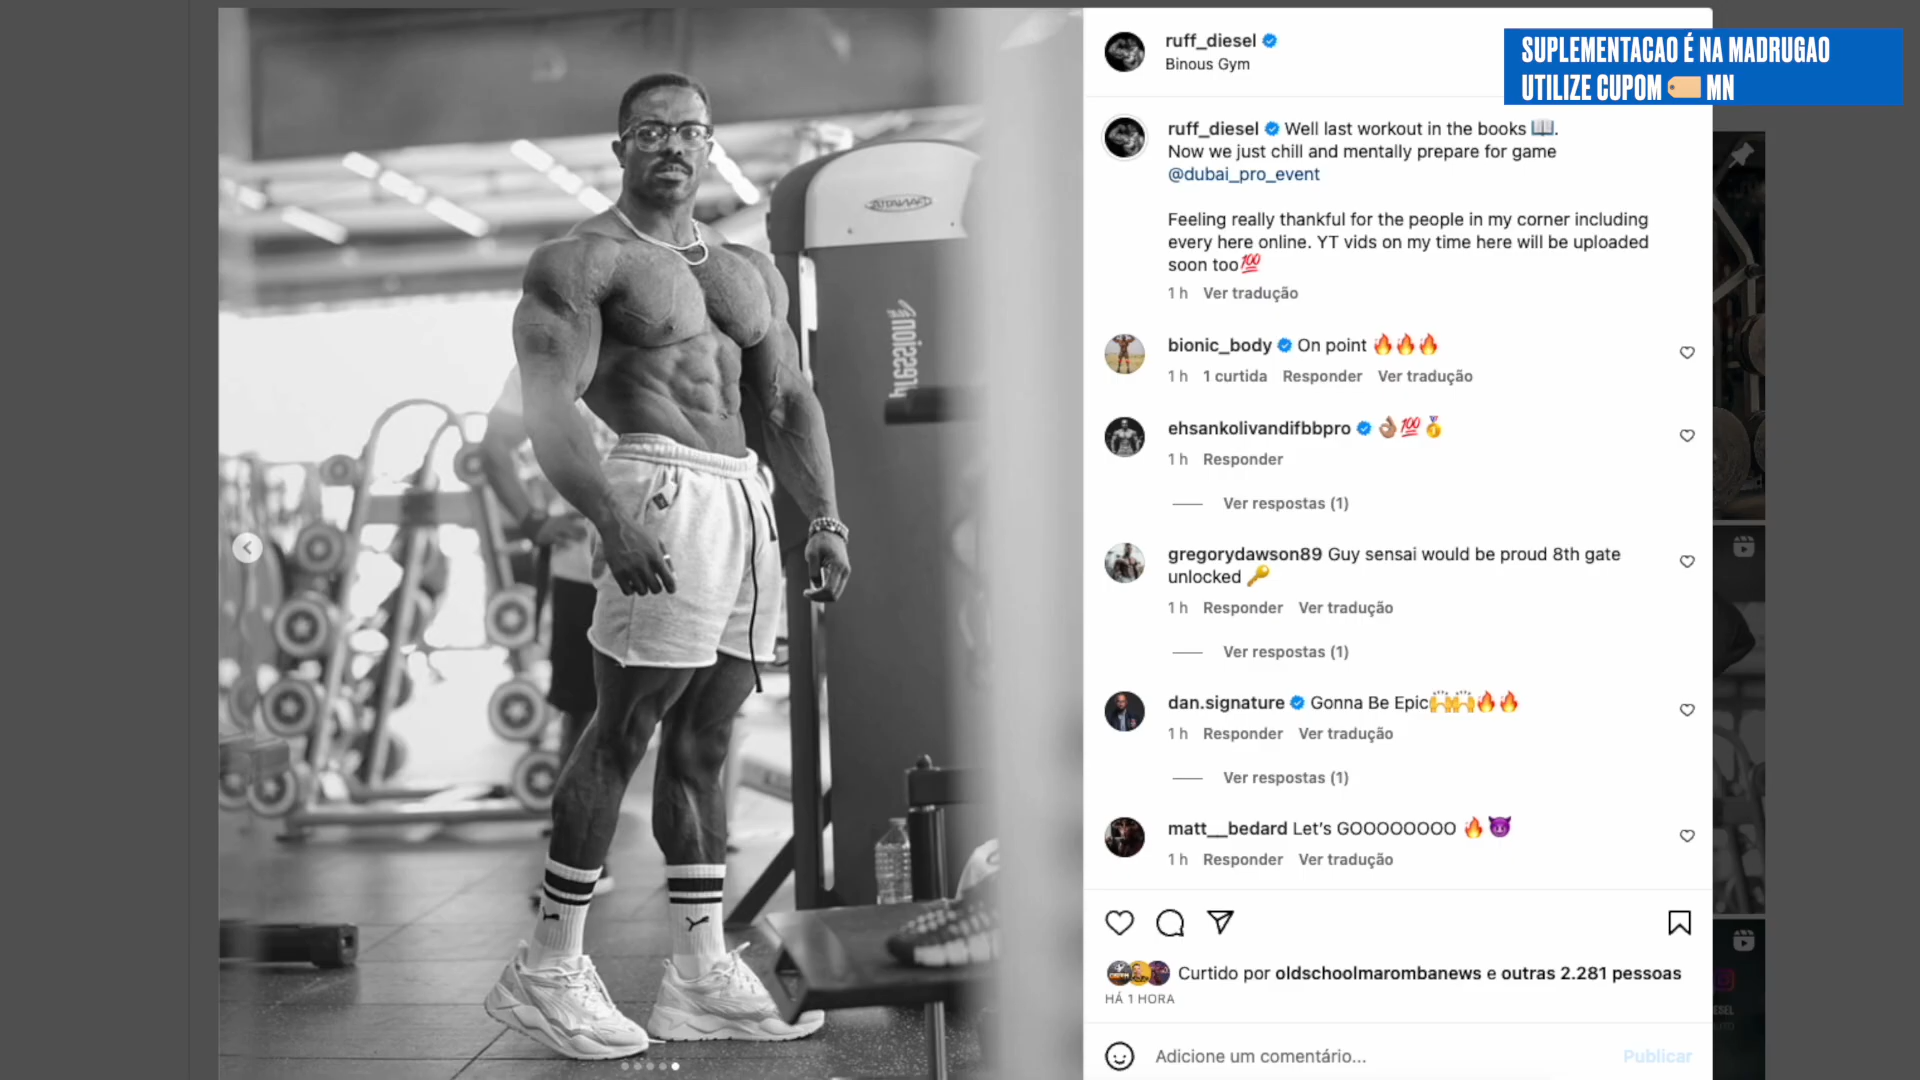 ruff_diesel
Binous Gym
SUPLEMENTACAO É NA MADRUGAO
UTILIZE CUPOM 🏷️ MN
ruff_diesel Well last workout in the books 📖.
Now we just chill and mentally prepare for game
@dubai_pro_event
Feeling really thankful for the people in my corner including
every here online. YT vids on my time here will be uploaded
soon too💯
1 h Ver tradução
bionic_body On point 🔥🔥🔥
1 h 1 curtida Responder Ver tradução
ehsankolivandifbbpro 👌🏽💯🥇
1 h Responder
Ver respostas (1)
gregorydawson89 Guy sensai would be proud 8th gate
unlocked 🔑
1 h Responder Ver tradução
Ver respostas (1)
dan.signature Gonna Be Epic🙌🙌🔥🔥
1 h Responder Ver tradução
Ver respostas (1)
matt__bedard Let's GOOOOOOOO 🔥😈
1 h Responder Ver tradução
Curtido por oldschoolmarombanews e outras 2.281 pessoas
HÁ 1 HORA
Adicione um comentário...
Publicar